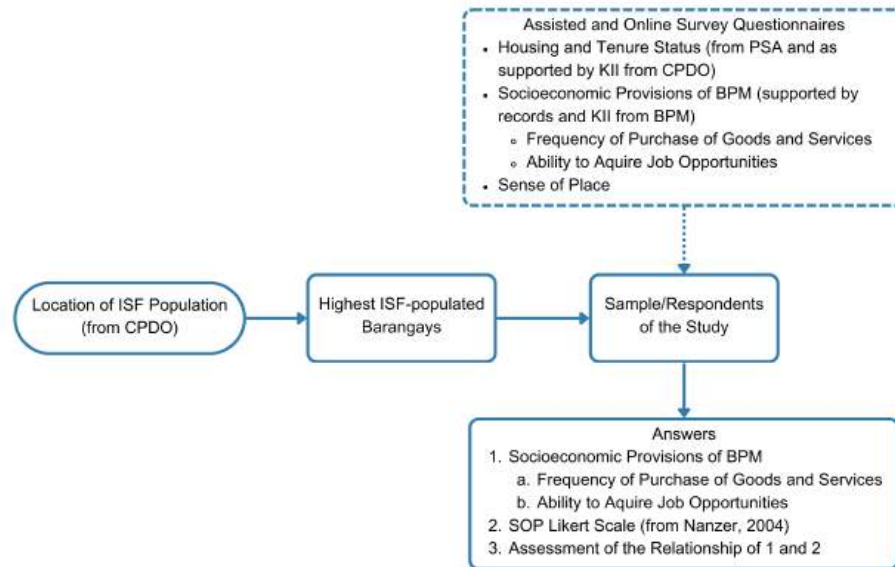 Assisted and Online Survey Questionnaires
• Housing and Tenure Status (from PSA and as
supported by KII from CPDO)
• Socioeconomic Provisions of BPM (supported by
records and KII from BPM)
◦ Frequency of Purchase of Goods and Services
◦ Ability to Aquire Job Opportunities
• Sense of Place
Location of ISF Population
(from CPDO)
Highest ISF-populated
Barangays
Sample/Respondents
of the Study
Answers
1. Socioeconomic Provisions of BPM
a. Frequency of Purchase of Goods and Services
b. Ability to Aquire Job Opportunities
2. SOP Likert Scale (from Nanzer, 2004)
3. Assessment of the Relationship of 1 and 2